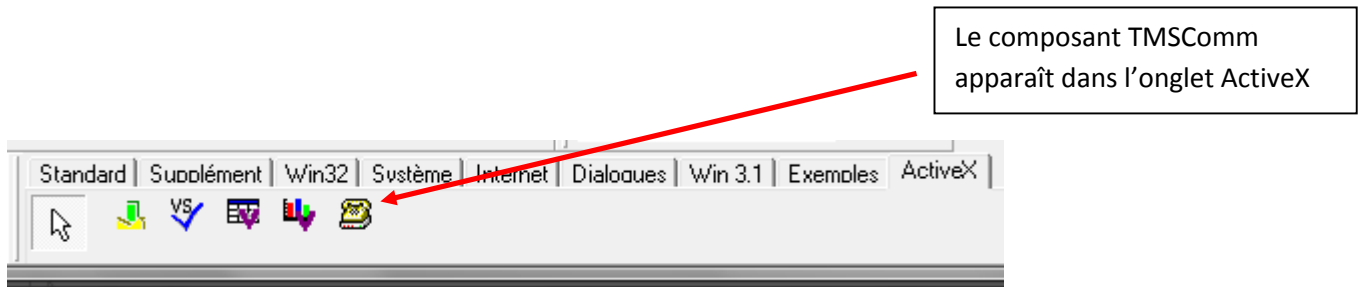 Le composant TMSComm
apparaît dans l’onglet ActiveX
Standard Supplément Win32 Système Internet Dialogues Win 3.1 Exemples ActiveX
VS